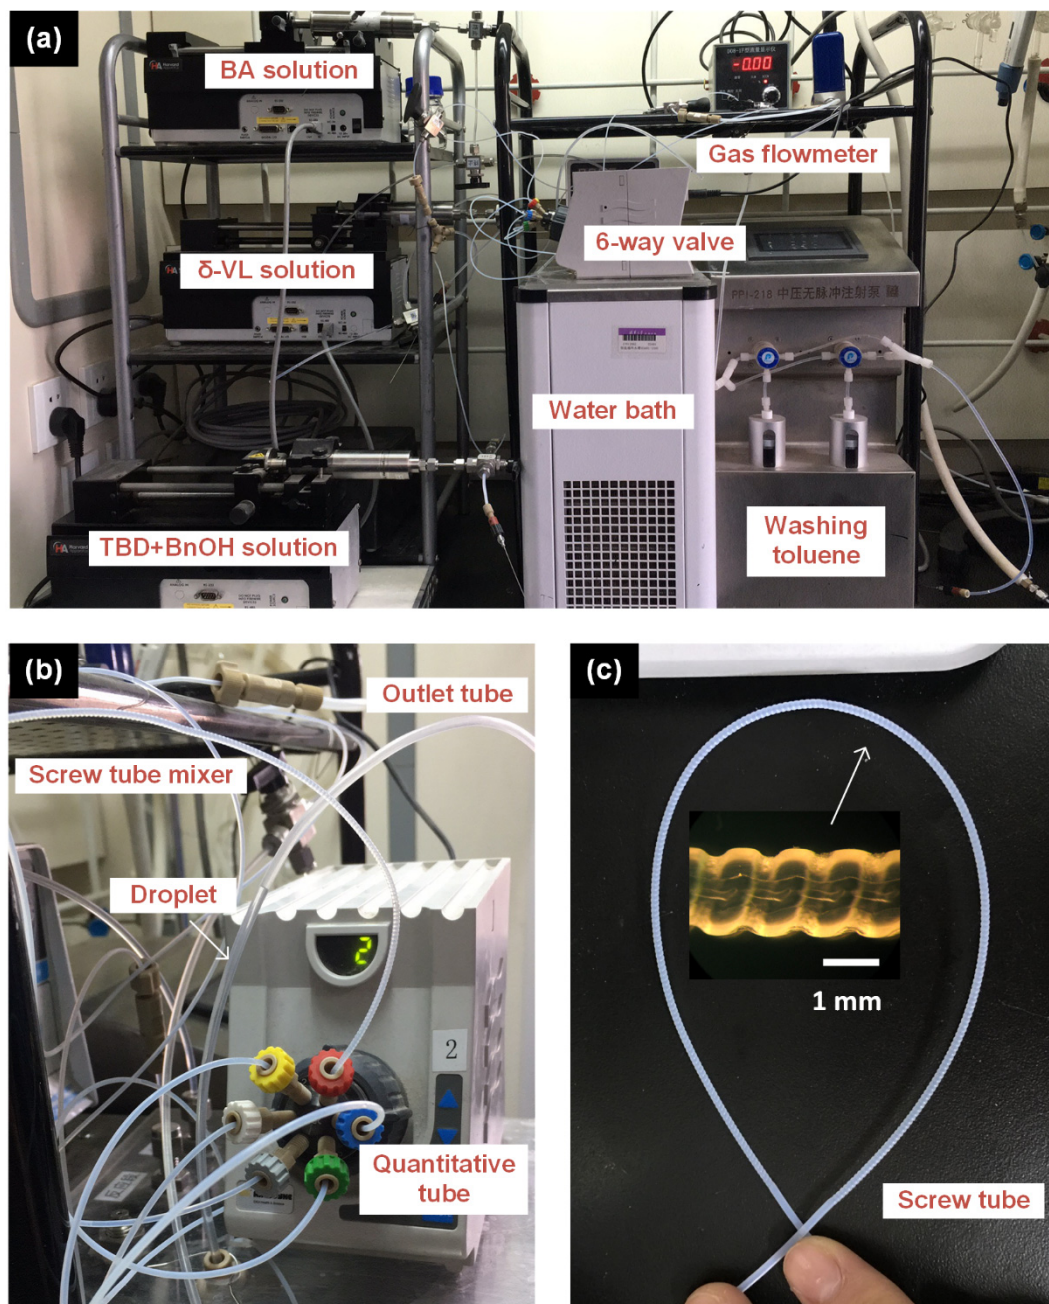 (a)
BA solution
-0.00
Gas flowmeter
6-way valve
δ-VL solution
PPJ-218 中压无脉冲注射泵
Water bath
TBD+BnOH solution
Washing
toluene
(b)
Outlet tube
Screw tube mixer
Droplet
2
2
Quantitative
tube
(c)
1 mm
Screw tube